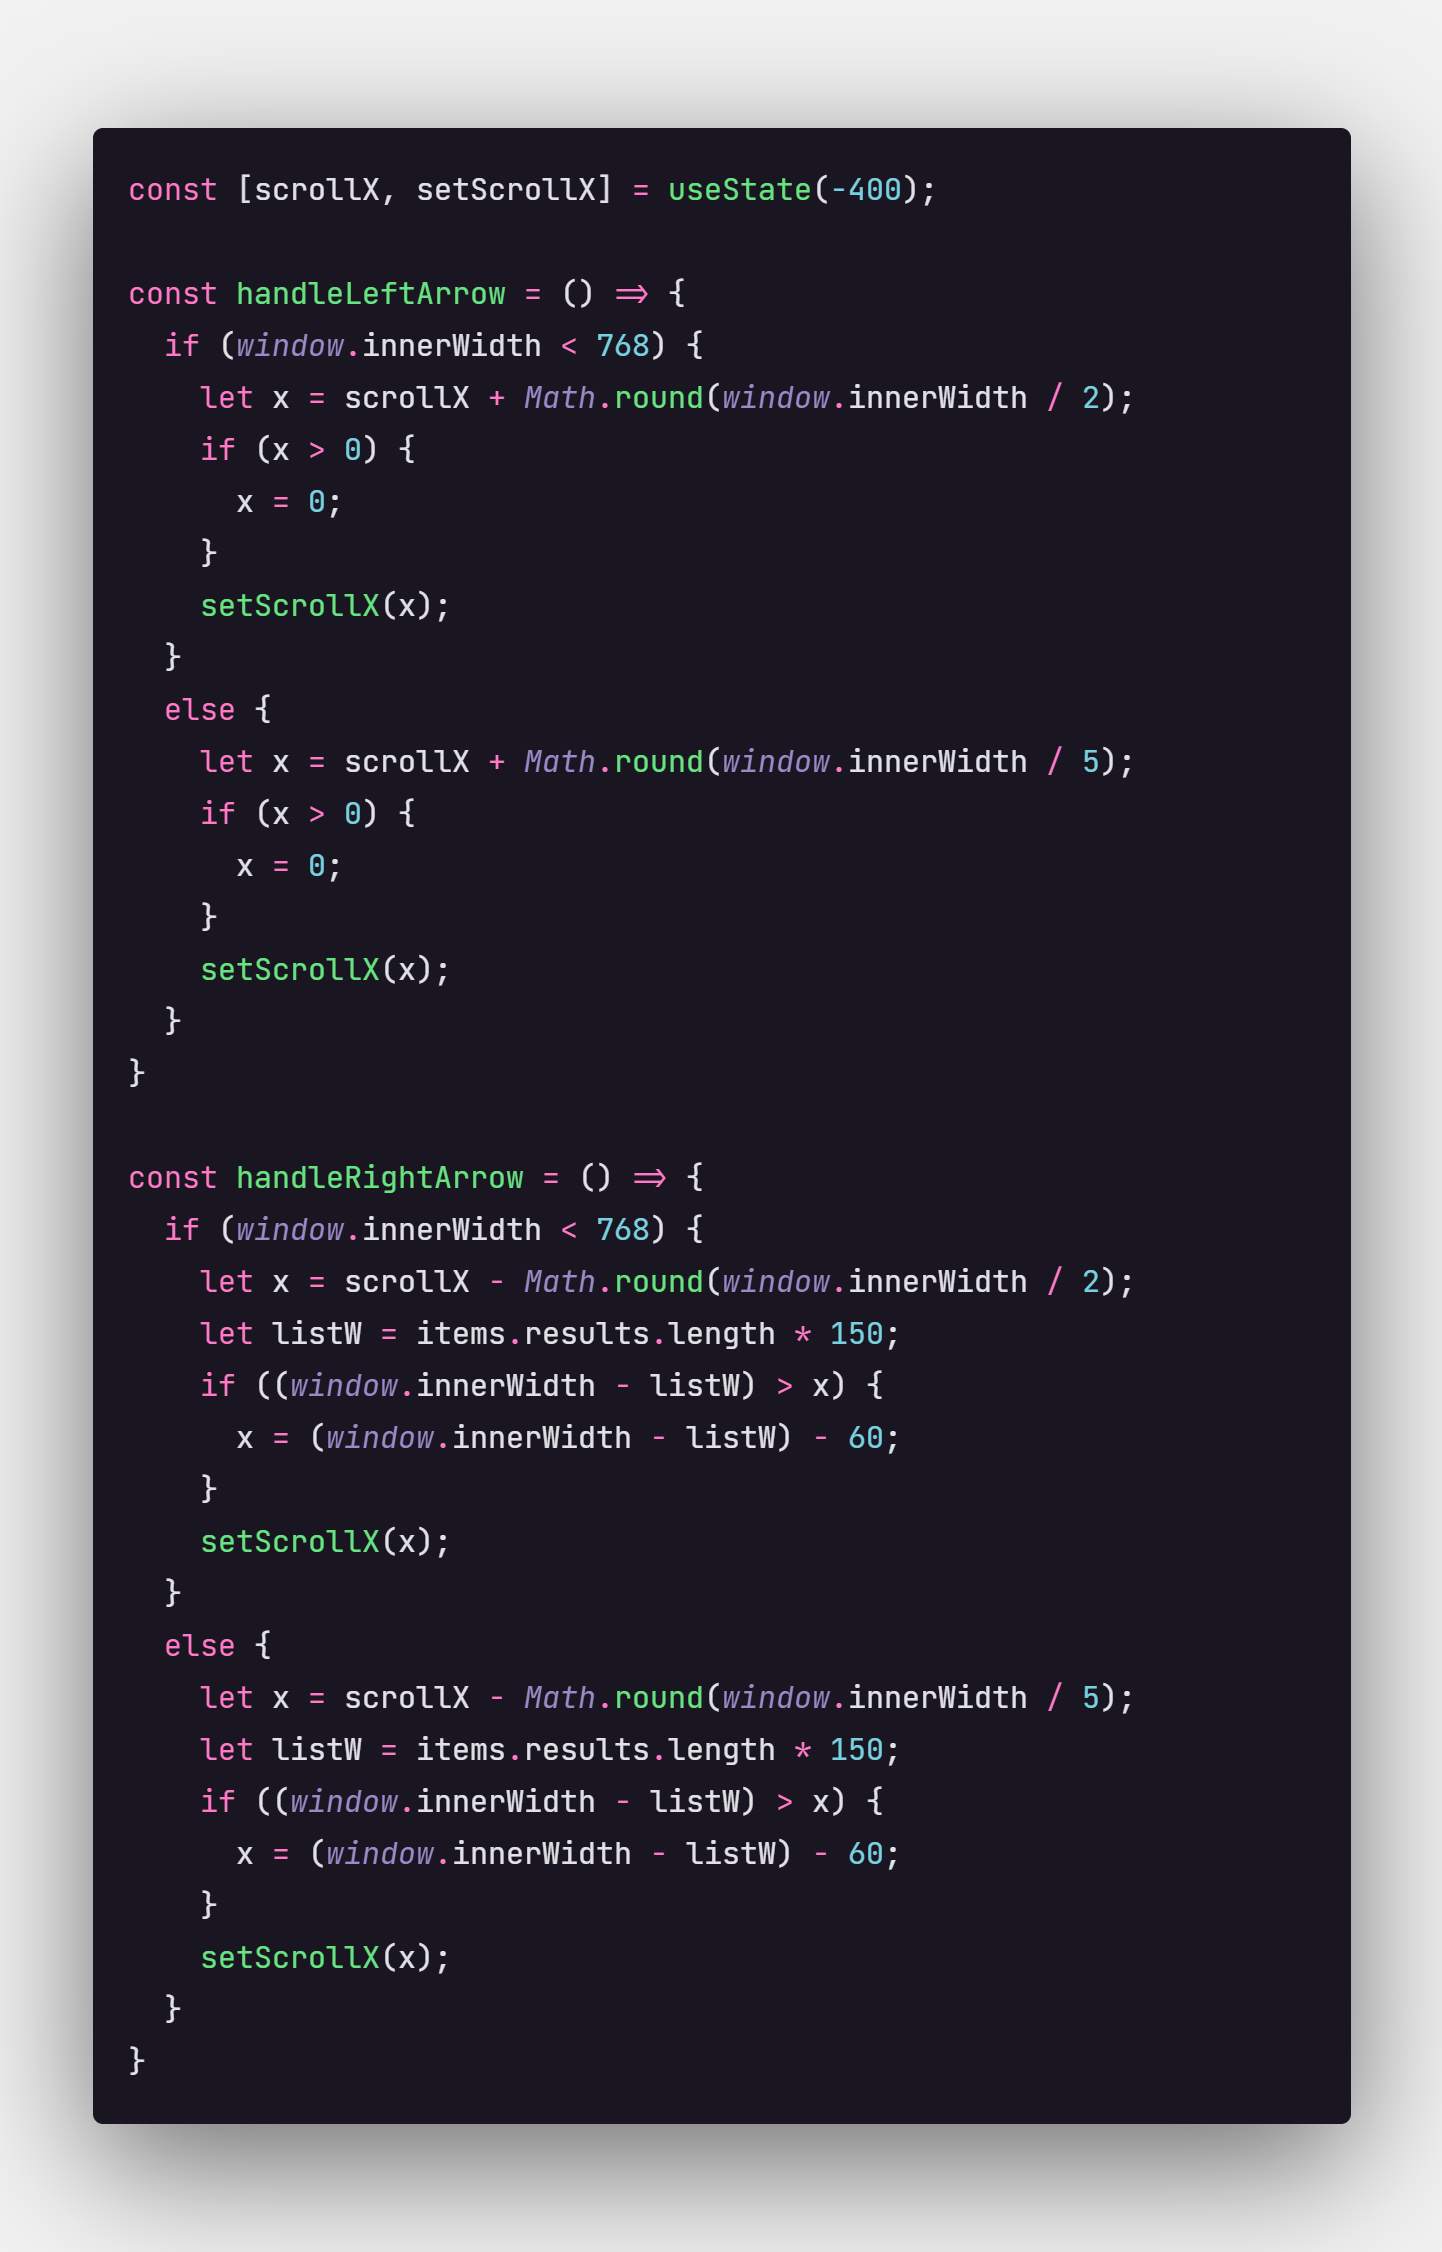 const [scrollX, setScrollX] = useState(-400);

const handleLeftArrow = () => {
  if (window.innerWidth < 768) {
    let x = scrollX + Math.round(window.innerWidth / 2);
    if (x > 0) {
      x = 0;
    }
    setScrollX(x);
  }
  else {
    let x = scrollX + Math.round(window.innerWidth / 5);
    if (x > 0) {
      x = 0;
    }
    setScrollX(x);
  }
}

const handleRightArrow = () => {
  if (window.innerWidth < 768) {
    let x = scrollX - Math.round(window.innerWidth / 2);
    let listW = items.results.length * 150;
    if ((window.innerWidth - listW) > x) {
      x = (window.innerWidth - listW) - 60;
    }
    setScrollX(x);
  }
  else {
    let x = scrollX - Math.round(window.innerWidth / 5);
    let listW = items.results.length * 150;
    if ((window.innerWidth - listW) > x) {
      x = (window.innerWidth - listW) - 60;
    }
    setScrollX(x);
  }
}